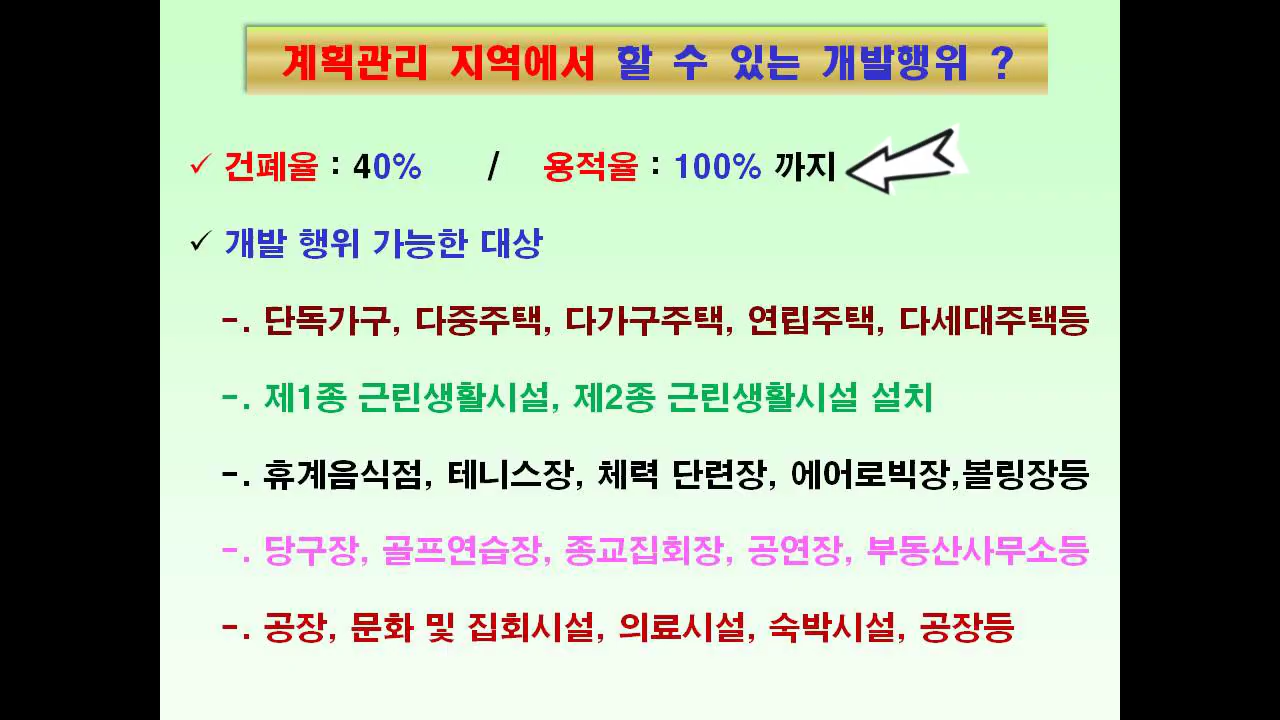 계획관리 지역에서 할 수 있는 개발행위 ?
✓ 건폐율 : 40% / 용적율 : 100% 까지
✓ 개발 행위 가능한 대상
-. 단독가구, 다중주택, 다가구주택, 연립주택, 다세대주택등
-. 제1종 근린생활시설, 제2종 근린생활시설 설치
-. 휴계음식점, 테니스장, 체력 단련장, 에어로빅장,볼링장등
-. 당구장, 골프연습장, 종교집회장, 공연장, 부동산사무소등
-. 공장, 문화 및 집회시설, 의료시설, 숙박시설, 공장등